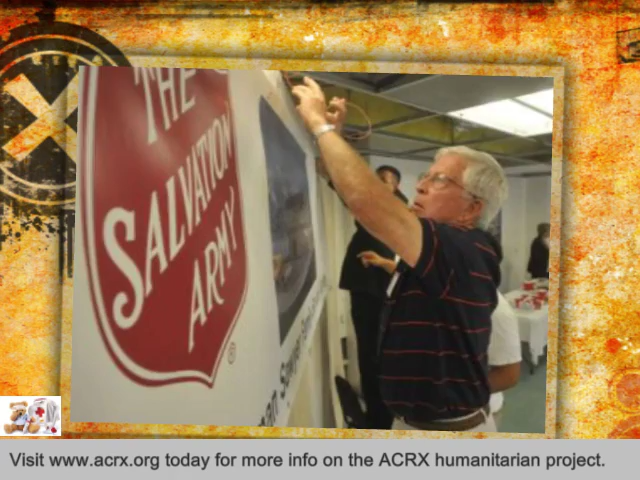 THE
SALVATION
ARMY
®
Visit www.acrx.org today for more info on the ACRX humanitarian project.